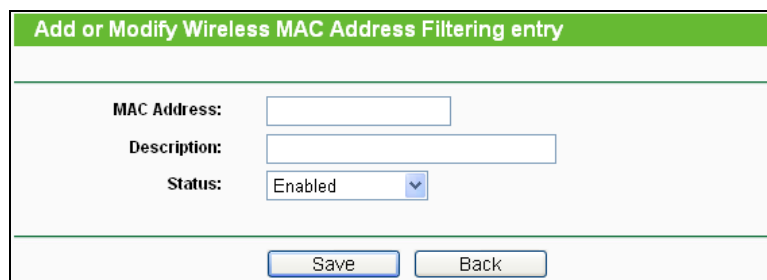 Add or Modify Wireless MAC Address Filtering entry
MAC Address:
Description:
Status: Enabled
Save Back